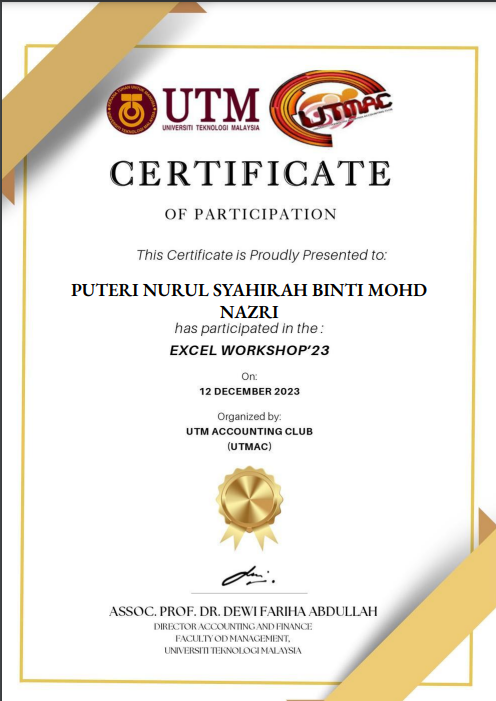 UTM
UNIVERSITI TEKNOLOGI MALAYSIA
UTMAC
CERTIFICATE
OF PARTICIPATION
This Certificate is Proudly Presented to:
PUTERI NURUL SYAHIRAH BINTI MOHD
NAZRI
has participated in the :
EXCEL WORKSHOP'23
On:
12 DECEMBER 2023
Organized by:
UTM ACCOUNTING CLUB
(UTMAC)
ASSOC. PROF. DR. DEWI FARIHA ABDULLAH
DIRECTOR ACCOUNTING AND FINANCE
FACULTY OD MANAGEMENT,
UNIVERSITI TEKNOLOGI MALAYSIA